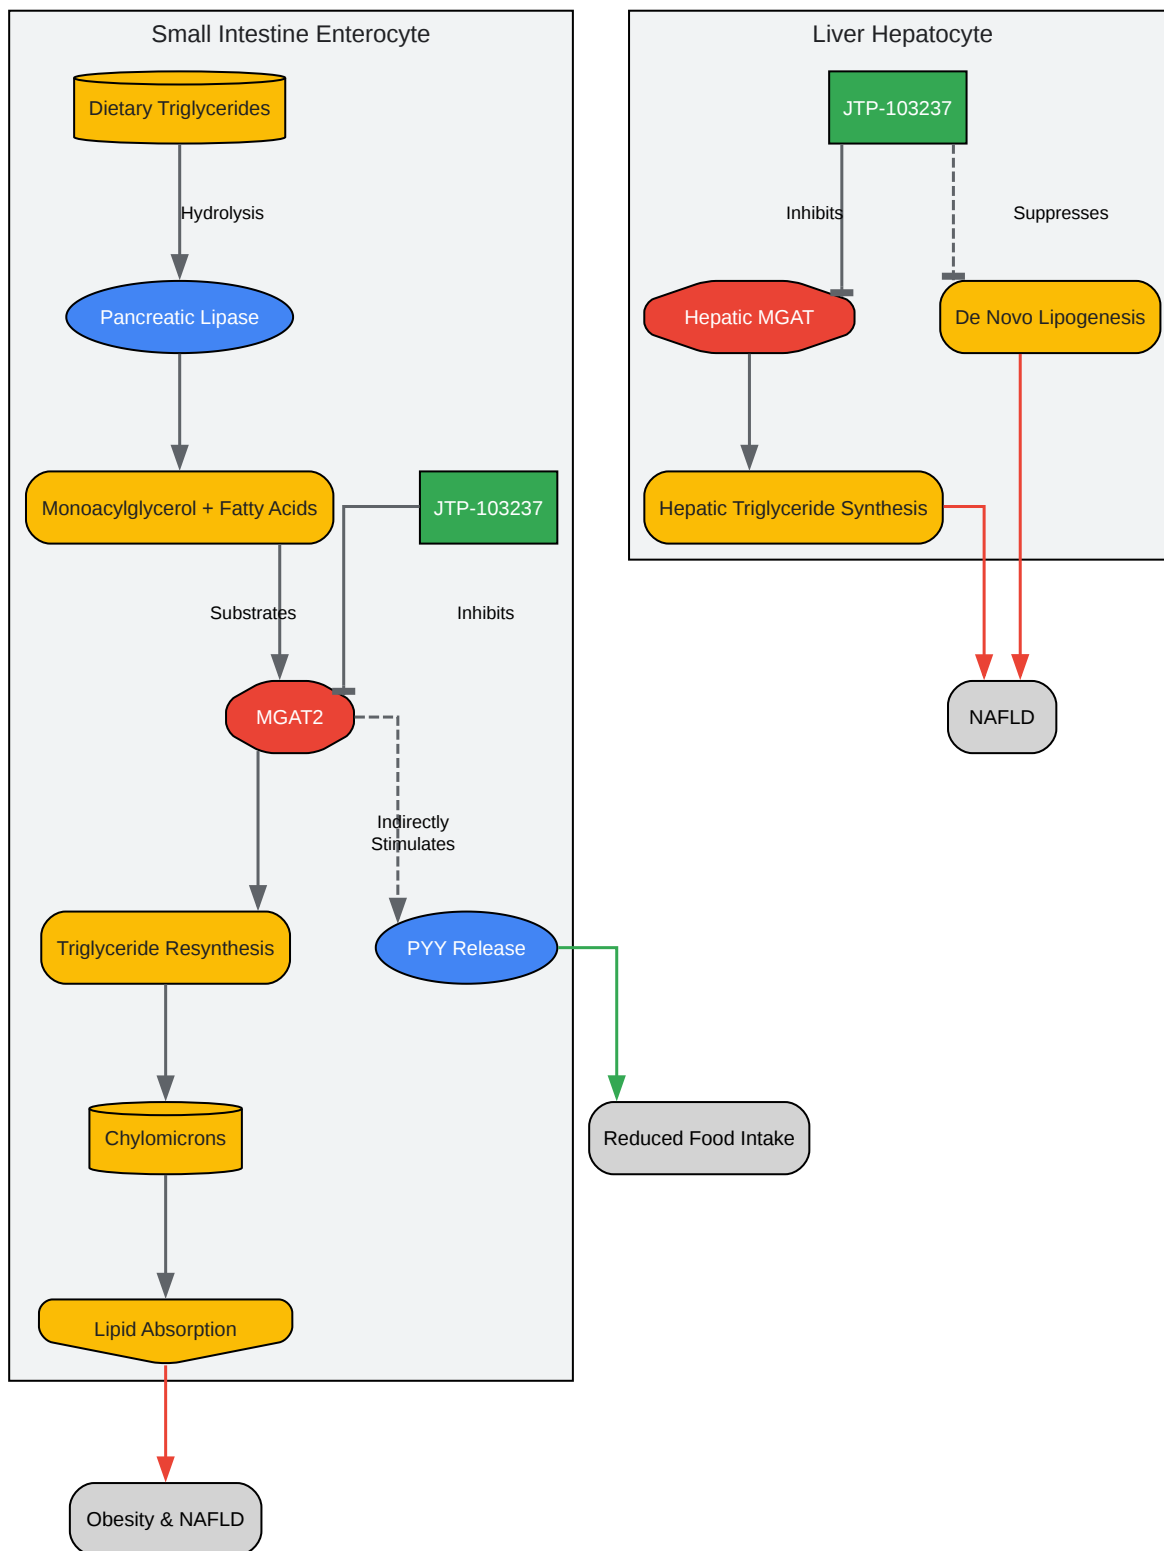 Small Intestine Enterocyte
Dietary Triglycerides
Hydrolysis
Pancreatic Lipase
Monoacylglycerol + Fatty Acids
JTP-103237
Substrates
Inhibits
MGAT2
Indirectly
Stimulates
Triglyceride Resynthesis
PYY Release
Chylomicrons
Reduced Food Intake
Lipid Absorption
Obesity & NAFLD
Liver Hepatocyte
JTP-103237
Inhibits
Suppresses
Hepatic MGAT
De Novo Lipogenesis
Hepatic Triglyceride Synthesis
NAFLD